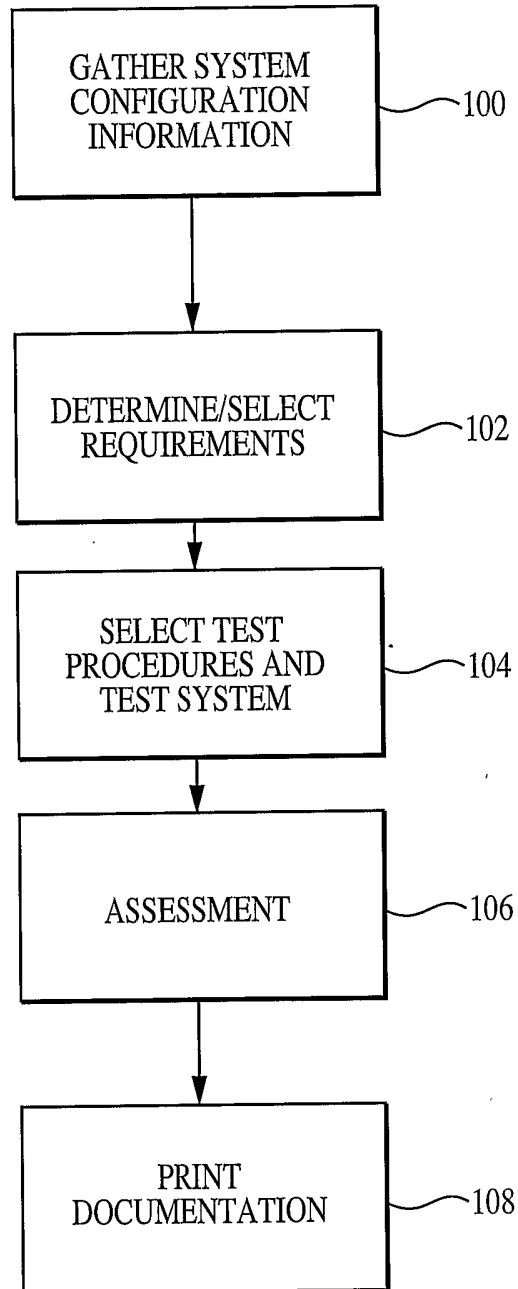 GATHER SYSTEM
CONFIGURATION
INFORMATION
100
DETERMINE/SELECT
REQUIREMENTS
102
SELECT TEST
PROCEDURES AND
TEST SYSTEM
104
ASSESSMENT
106
PRINT
DOCUMENTATION
108